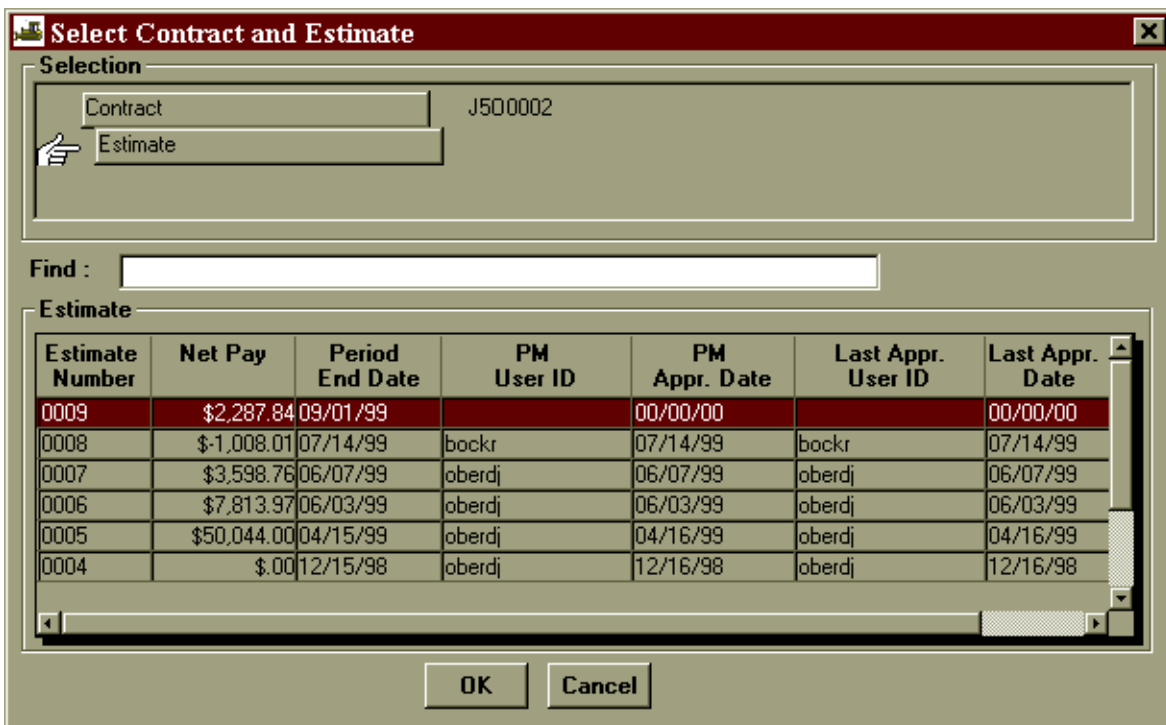 Select Contract and Estimate
Selection
Contract J5O0002
Estimate
Find :
Estimate
Estimate Number Net Pay Period End Date PM User ID PM Appr. Date Last Appr. User ID Last Appr. Date
0009 $2,287.84 09/01/99 00/00/00 00/00/00
0008 $-1,008.01 07/14/99 bockr 07/14/99 bockr 07/14/99
0007 $3,598.76 06/07/99 oberdj 06/07/99 oberdj 06/07/99
0006 $7,813.97 06/03/99 oberdj 06/03/99 oberdj 06/03/99
0005 $50,044.00 04/15/99 oberdj 04/16/99 oberdj 04/16/99
0004 $.00 12/15/98 oberdj 12/16/98 oberdj 12/16/98
OK Cancel